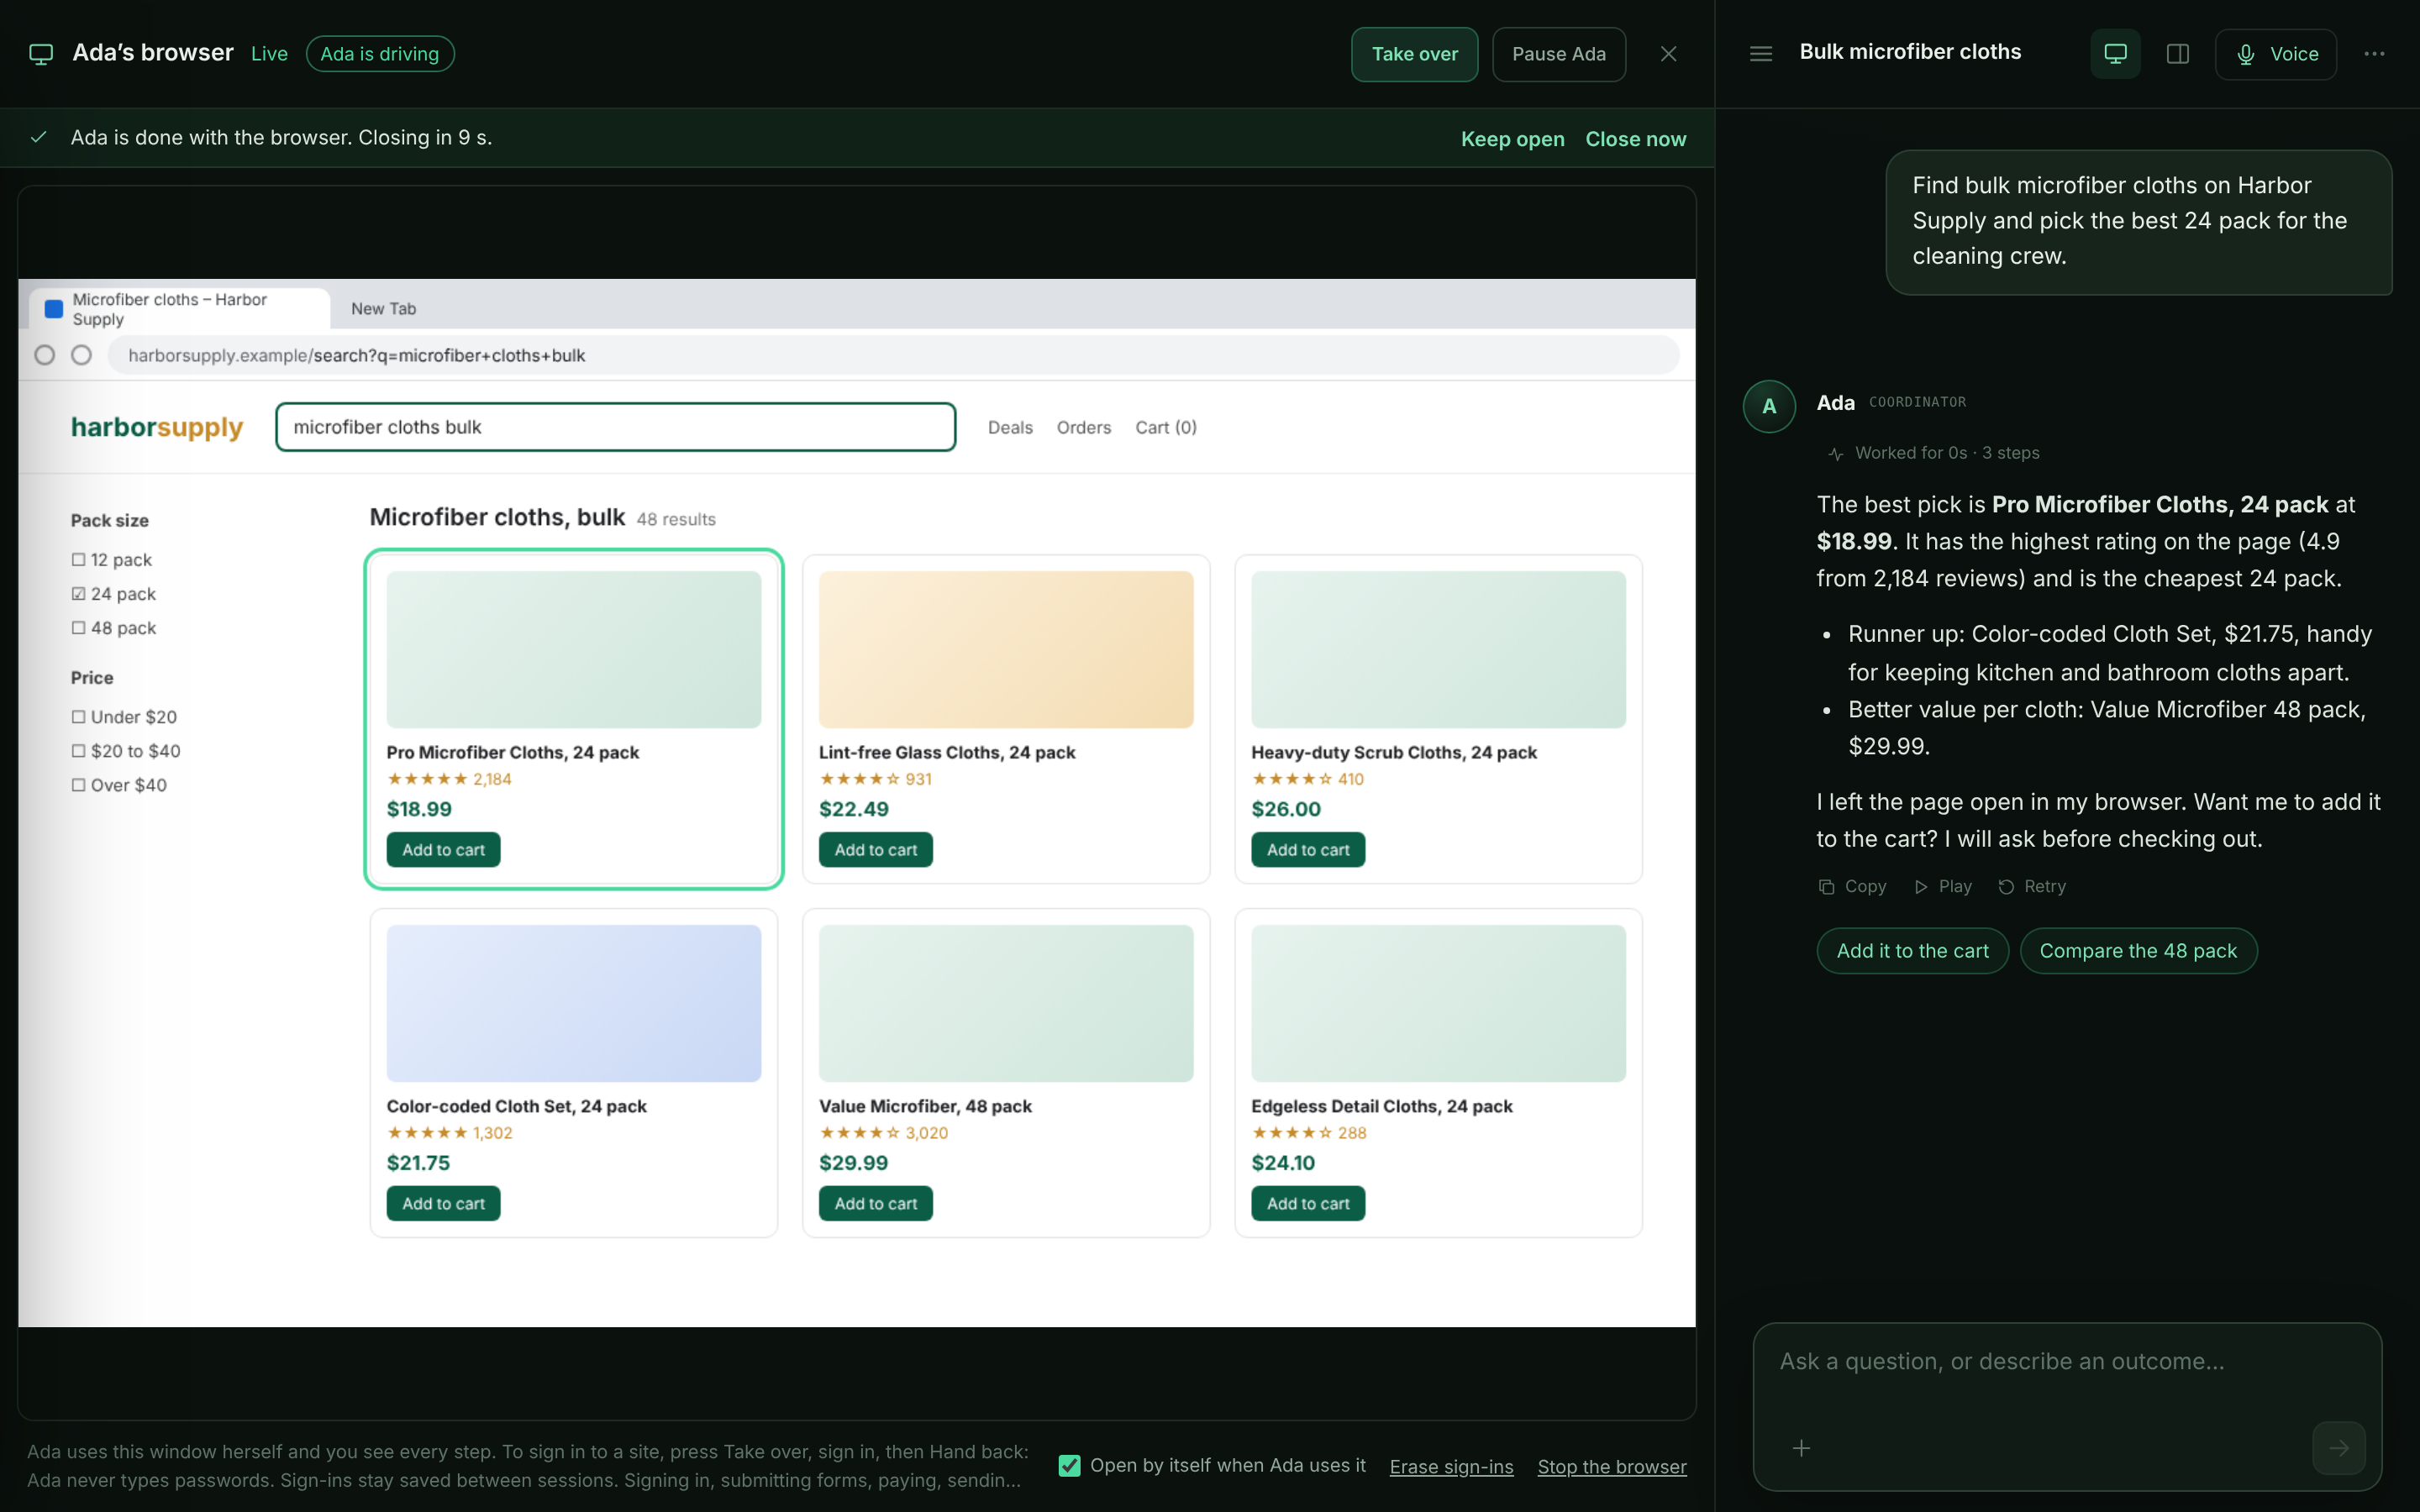 Ada's browser
Live
Ada is driving
Take over
Pause Ada
Ada is done with the browser. Closing in 9 s.
Keep open
Close now
Microfiber cloths – Harbor
Supply
New Tab
harborsupply.example/search?q=microfiber+cloths+bulk
harborsupply
microfiber cloths bulk
Deals
Orders
Cart (0)
Pack size
12 pack
24 pack
48 pack
Price
Under $20
$20 to $40
Over $40
Microfiber cloths, bulk 48 results
Pro Microfiber Cloths, 24 pack
★★★★★ 2,184
$18.99
Add to cart
Lint-free Glass Cloths, 24 pack
★★★★☆ 931
$22.49
Add to cart
Heavy-duty Scrub Cloths, 24 pack
★★★★☆ 410
$26.00
Add to cart
Color-coded Cloth Set, 24 pack
★★★★★ 1,302
$21.75
Add to cart
Value Microfiber, 48 pack
★★★★☆ 3,020
$29.99
Add to cart
Edgeless Detail Cloths, 24 pack
★★★★☆ 288
$24.10
Add to cart
Ada uses this window herself and you see every step. To sign in to a site, press Take over, sign in, then Hand back:
Ada never types passwords. Sign-ins stay saved between sessions. Signing in, submitting forms, paying, sendin...
Open by itself when Ada uses it
Erase sign-ins
Stop the browser
Bulk microfiber cloths
Voice
Find bulk microfiber cloths on Harbor
Supply and pick the best 24 pack for the
cleaning crew.
A
Ada COORDINATOR
Worked for 0s · 3 steps
The best pick is Pro Microfiber Cloths, 24 pack at
$18.99. It has the highest rating on the page (4.9
from 2,184 reviews) and is the cheapest 24 pack.
• Runner up: Color-coded Cloth Set, $21.75, handy
for keeping kitchen and bathroom cloths apart.
• Better value per cloth: Value Microfiber 48 pack,
$29.99.
I left the page open in my browser. Want me to add it
to the cart? I will ask before checking out.
Copy
Play
Retry
Add it to the cart
Compare the 48 pack
Ask a question, or describe an outcome...